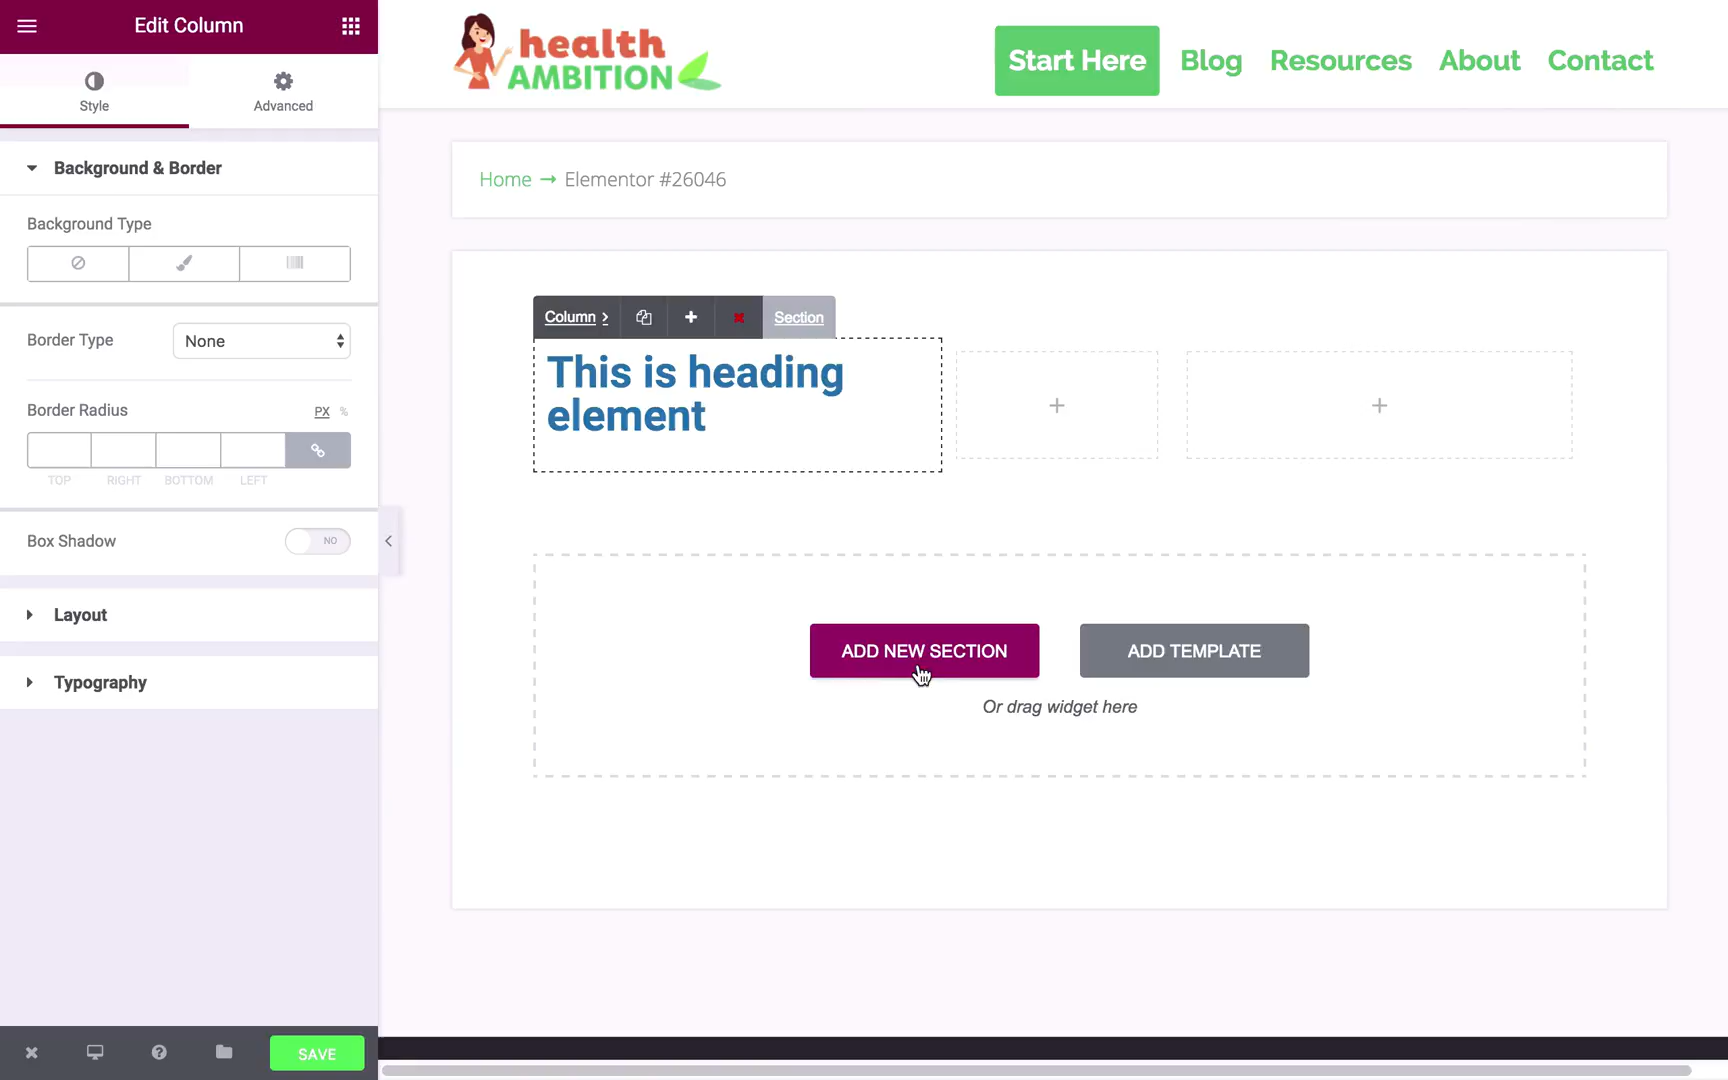 Edit Column
Style
Advanced
Background & Border
Background Type
Border Type
None
Border Radius
PX %
TOP RIGHT BOTTOM LEFT
Box Shadow
NO
Layout
Typography
SAVE
health
AMBITION
Start Here Blog Resources About Contact
Home → Elementor #26046
Column > Section
This is heading
element
ADD NEW SECTION
ADD TEMPLATE
Or drag widget here